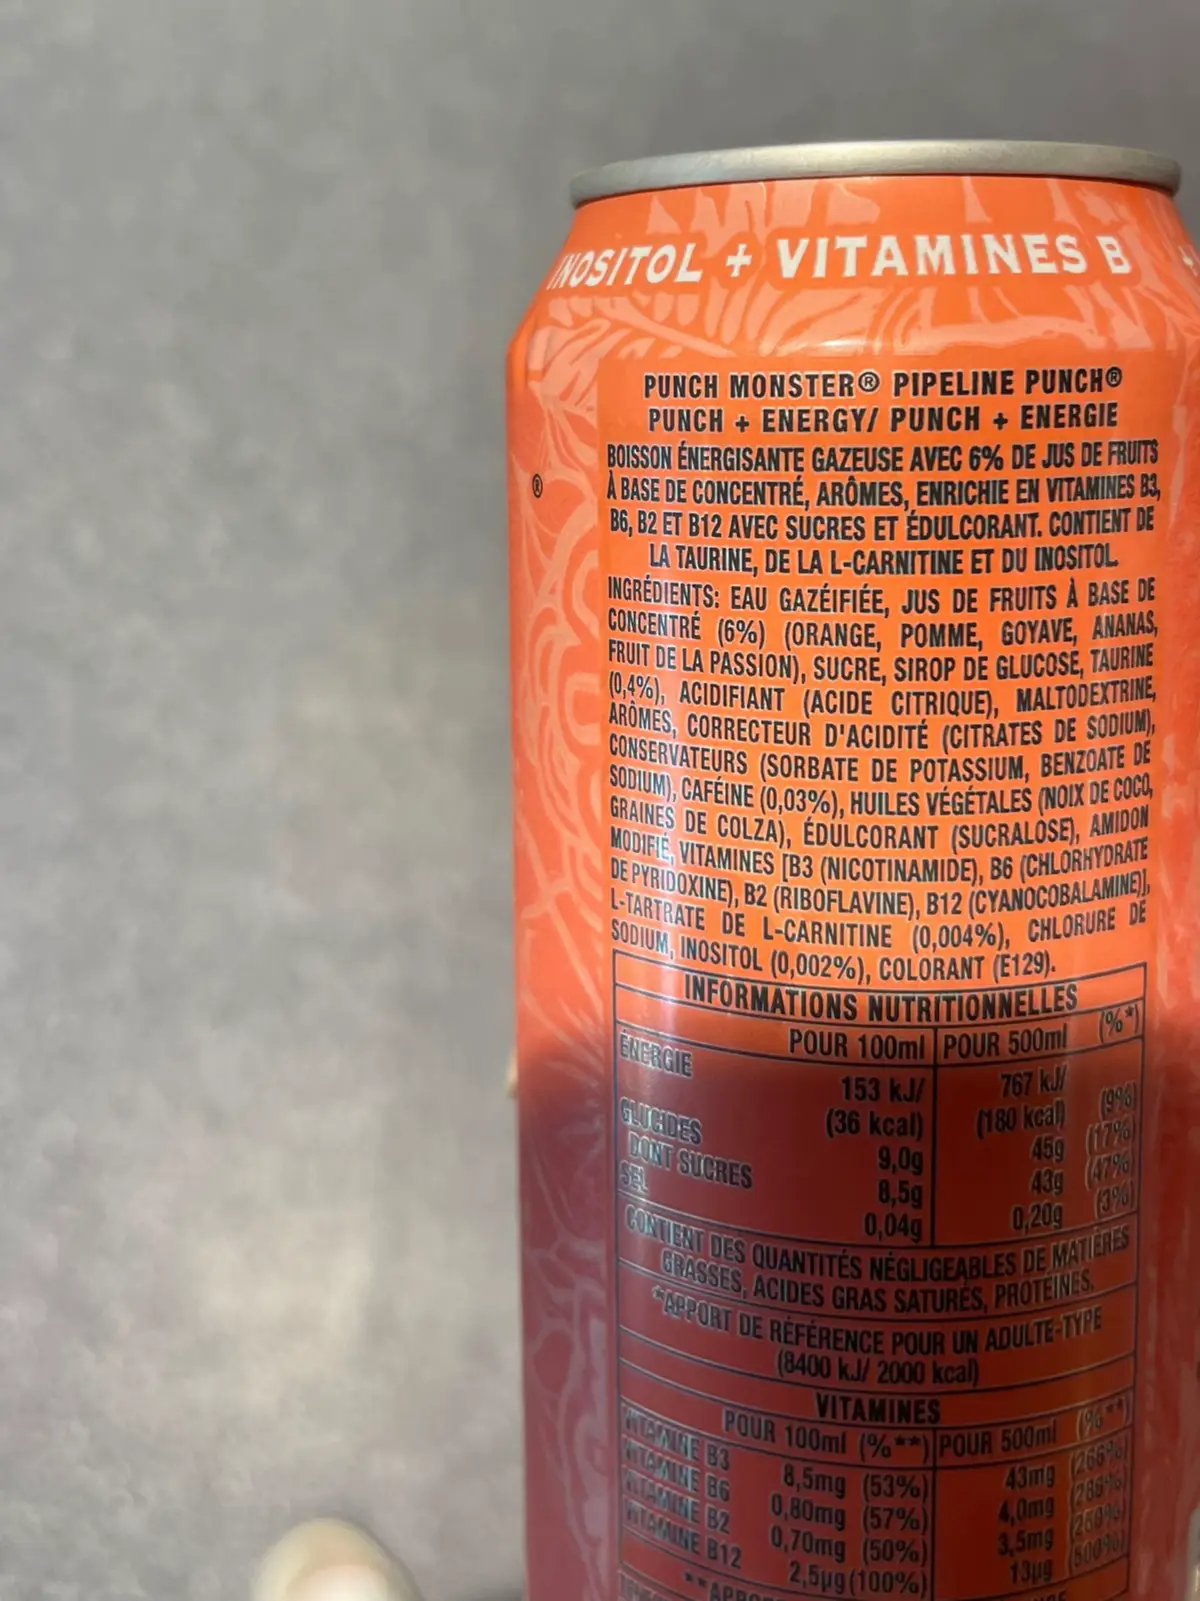 INOSITOL + VITAMINES B
PUNCH MONSTER® PIPELINE PUNCH®
PUNCH + ENERGY/ PUNCH + ENERGIE
BOISSON ÉNERGISANTE GAZEUSE AVEC 6% DE JUS DE FRUITS
À BASE DE CONCENTRÉ, ARÔMES, ENRICHIE EN VITAMINES B3,
B6, B2 ET B12 AVEC SUCRES ET ÉDULCORANT. CONTIENT DE
LA TAURINE, DE LA L-CARNITINE ET DU INOSITOL.
®
INGRÉDIENTS: EAU GAZÉIFIÉE, JUS DE FRUITS À BASE DE
CONCENTRÉ (6%) (ORANGE, POMME, GOYAVE, ANANAS,
FRUIT DE LA PASSION), SUCRE, SIROP DE GLUCOSE, TAURINE
(0,4%), ACIDIFIANT (ACIDE CITRIQUE), MALTODEXTRINE,
ARÔMES, CORRECTEUR D'ACIDITÉ (CITRATES DE SODIUM),
CONSERVATEURS (SORBATE DE POTASSIUM, BENZOATE DE
SODIUM), CAFÉINE (0,03%), HUILES VÉGÉTALES (NOIX DE COCO,
GRAINES DE COLZA), ÉDULCORANT (SUCRALOSE), AMIDON
MODIFIÉ, VITAMINES [B3 (NICOTINAMIDE), B6 (CHLORHYDRATE
DE PYRIDOXINE), B2 (RIBOFLAVINE), B12 (CYANOCOBALAMINE)],
L-TARTRATE DE L-CARNITINE (0,004%), CHLORURE DE
SODIUM, INOSITOL (0,002%), COLORANT (E129).
INFORMATIONS NUTRITIONNELLES
POUR 100ml POUR 500ml (%*)
ÉNERGIE 153 kJ/ 767 kJ/
(36 kcal) (180 kcal) (9%)
GLUCIDES 9,0g 45g (17%)
DONT SUCRES 8,5g 43g (47%)
SEL 0,04g 0,20g (3%)
CONTIENT DES QUANTITÉS NÉGLIGEABLES DE MATIÈRES
GRASSES, ACIDES GRAS SATURÉS, PROTÉINES.
*APPORT DE RÉFÉRENCE POUR UN ADULTE-TYPE
(8400 kJ/ 2000 kcal)
VITAMINES
POUR 100ml (%**) POUR 500ml (%**)
VITAMINE B3 8,5mg (53%) 43mg (266%)
VITAMINE B6 0,80mg (57%) 4,0mg (286%)
VITAMINE B2 0,70mg (50%) 3,5mg (250%)
VITAMINE B12 2,5µg (100%) 13µg (500%)